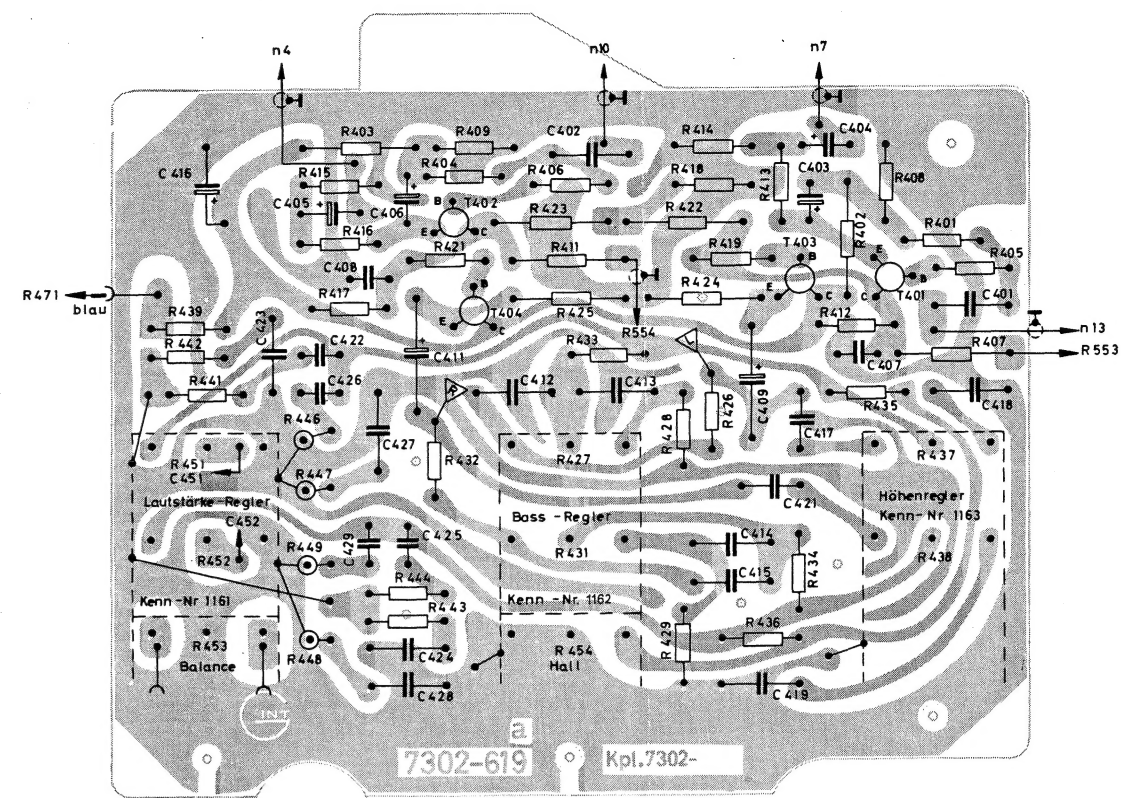 n4
n10
n7
R403
R409
C402
R414
C404
C416
R415
R404
R406
R418
R413
C403
R408
C405
C406
B
T402
E
C
R423
R422
R402
R401
R416
R421
R411
R419
T403
B
E
C
E
B
C
T401
R405
C408
B
T404
E
C
R424
C401
R471
blau
R417
R425
R554
R412
n13
R439
C423
R442
C422
C411
R433
L
C407
R407
R553
R441
C426
R
C412
C413
R426
C409
R435
C418
R446
C427
R428
C417
R451
C451
R447
R432
R427
R437
Lautstärke-Regler
C421
Höhenregler
Kenn-Nr 1163
C452
Bass -Regler
R452
R449
C429
C425
R431
C414
R434
R438
C415
Kenn -Nr 1161
R444
Kenn -Nr. 1162
R443
R453
Balance
R448
C424
R454
Hall
R429
R436
C428
C419
INT
a
7302-619
Kpl.7302-